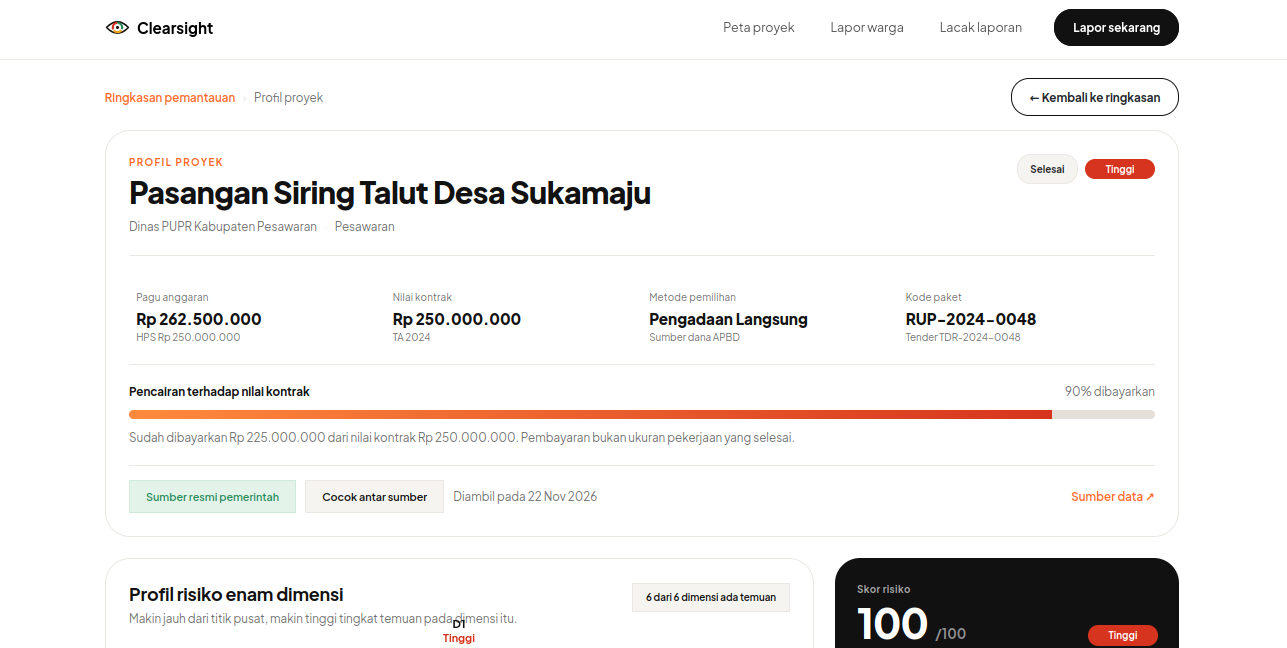 Clearsight
Peta proyek
Lapor warga
Lacak laporan
Lapor sekarang
Ringkasan pemantauan › Profil proyek
← Kembali ke ringkasan
PROFIL PROYEK
Selesai
Tinggi
Pasangan Siring Talut Desa Sukamaju
Dinas PUPR Kabupaten Pesawaran · Pesawaran
Pagu anggaran
Rp 262.500.000
HPS Rp 250.000.000
Nilai kontrak
Rp 250.000.000
TA 2024
Metode pemilihan
Pengadaan Langsung
Sumber dana APBD
Kode paket
RUP-2024-0048
Tender TDR-2024-0048
Pencairan terhadap nilai kontrak
90% dibayarkan
Sudah dibayarkan Rp 225.000.000 dari nilai kontrak Rp 250.000.000. Pembayaran bukan ukuran pekerjaan yang selesai.
Sumber resmi pemerintah
Cocok antar sumber
Diambil pada 22 Nov 2026
Sumber data ↗
Profil risiko enam dimensi
6 dari 6 dimensi ada temuan
Makin jauh dari titik pusat, makin tinggi tingkat temuan pada dimensi itu.
D1
Tinggi
Skor risiko
100 /100
Tinggi